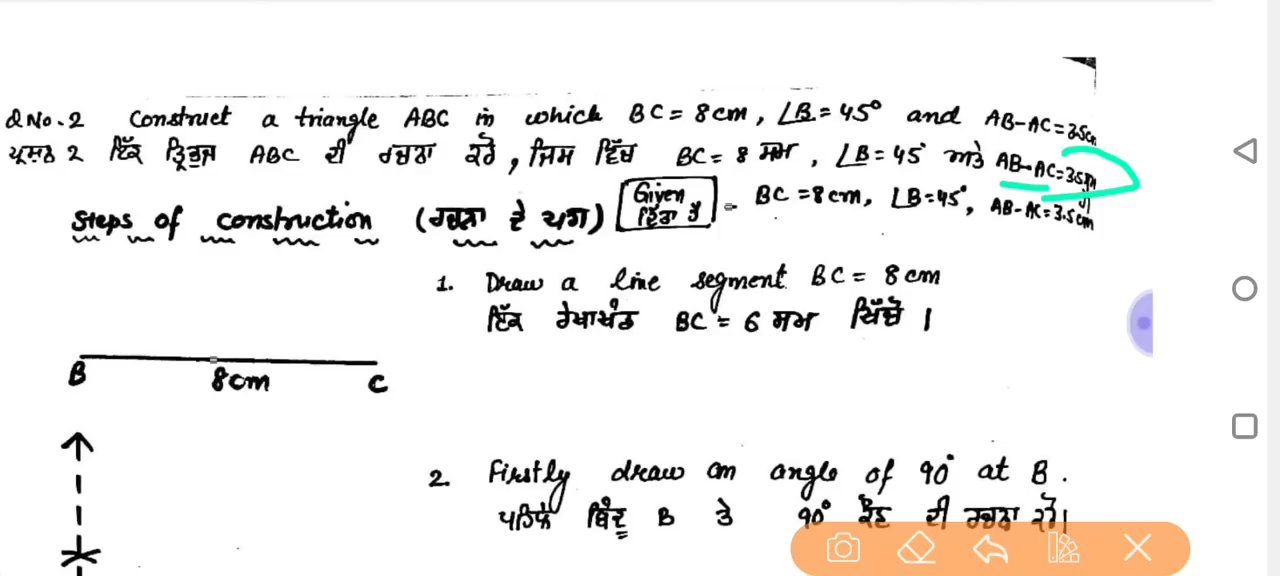 Q No.2 Construct a triangle ABC in which BC = 8cm, ∠B = 45° and AB-AC=3.5cm
ਪ੍ਰਸ਼ਨ 2 ਇੱਕ ਤ੍ਰਿਭੁਜ ABC ਦੀ ਰਚਨਾ ਕਰੋ, ਜਿਸ ਵਿੱਚ BC = 8 ਸਮ, ∠B = 45° ਅਤੇ AB-AC=3.5ਸਮ
Steps of construction (ਰਚਨਾ ਦੇ ਪਗ) Given ਦਿੱਤਾ ਹੈ - BC = 8cm, ∠B=45°, AB-AC=3.5cm
1. Draw a line segment BC = 8cm
ਇੱਕ ਰੇਖਾਖੰਡ BC = 6 ਸਮ ਖਿੱਚੋ ।
B 8cm C
2. Firstly draw an angle of 90° at B.
ਪਹਿਲੋਂ ਬਿੰਦੂ B ਤੇ 90° ਕੋਣ ਦੀ ਰਚਨਾ ਕਰੋ।